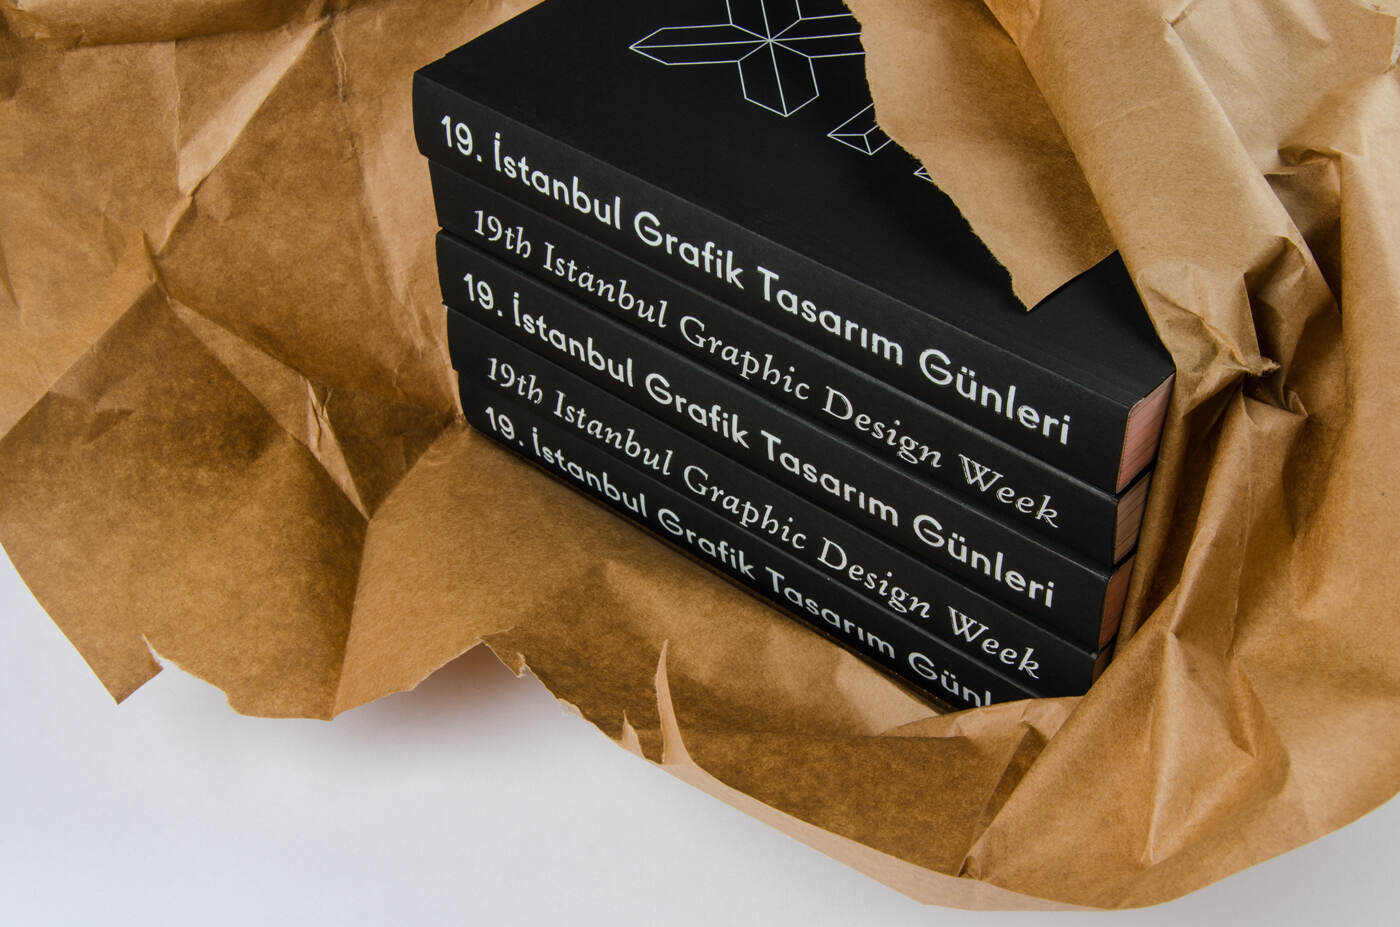 19. İstanbul Grafik Tasarım Günleri
19th Istanbul Graphic Design Week
19. İstanbul Grafik Tasarım Günleri
19th Istanbul Graphic Design Week
19. İstanbul Grafik Tasarım Günl